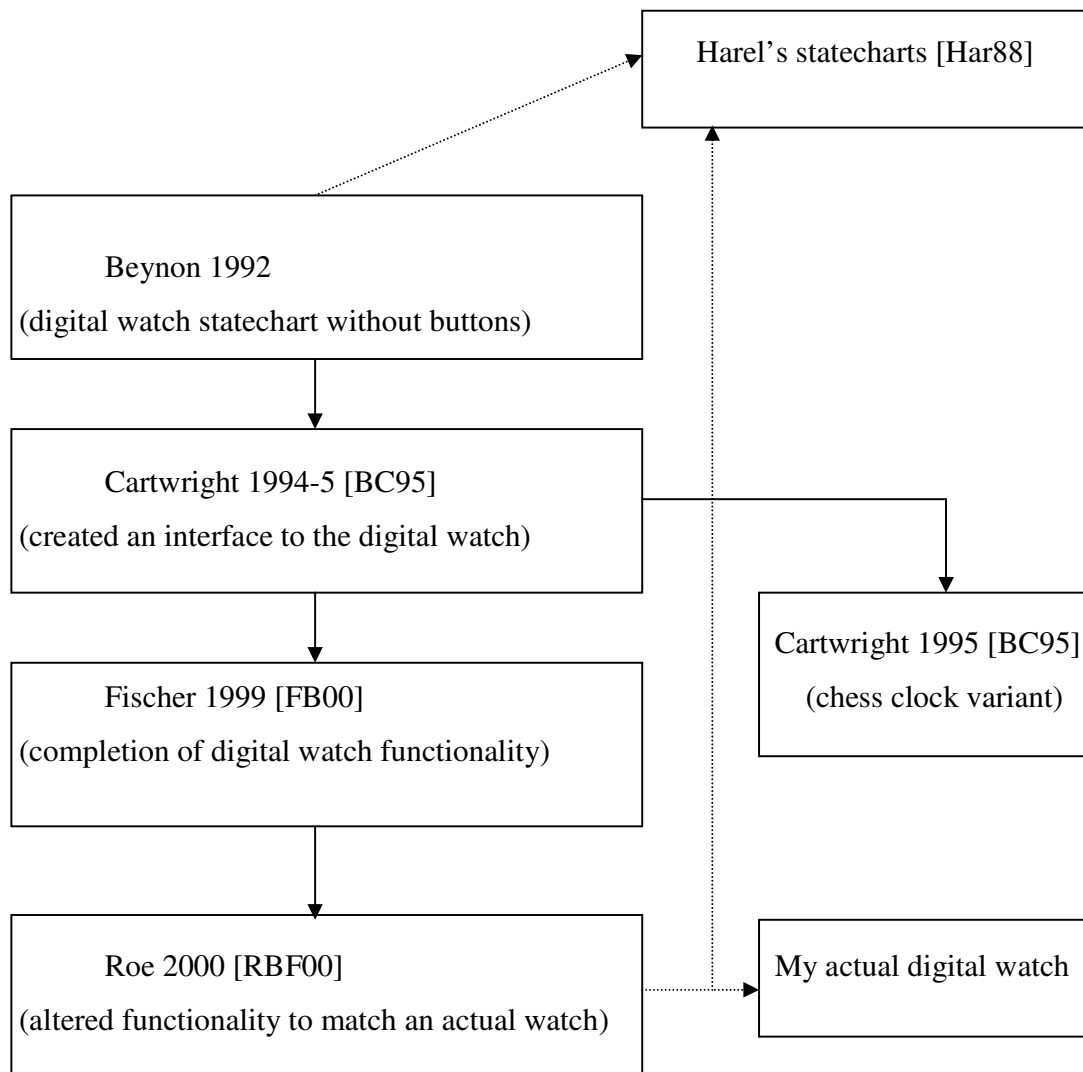 Harel’s statecharts [Har88]
Beynon 1992
(digital watch statechart without buttons)
Cartwright 1994-5 [BC95]
(created an interface to the digital watch)
Cartwright 1995 [BC95]
(chess clock variant)
Fischer 1999 [FB00]
(completion of digital watch functionality)
Roe 2000 [RBF00]
(altered functionality to match an actual watch)
My actual digital watch